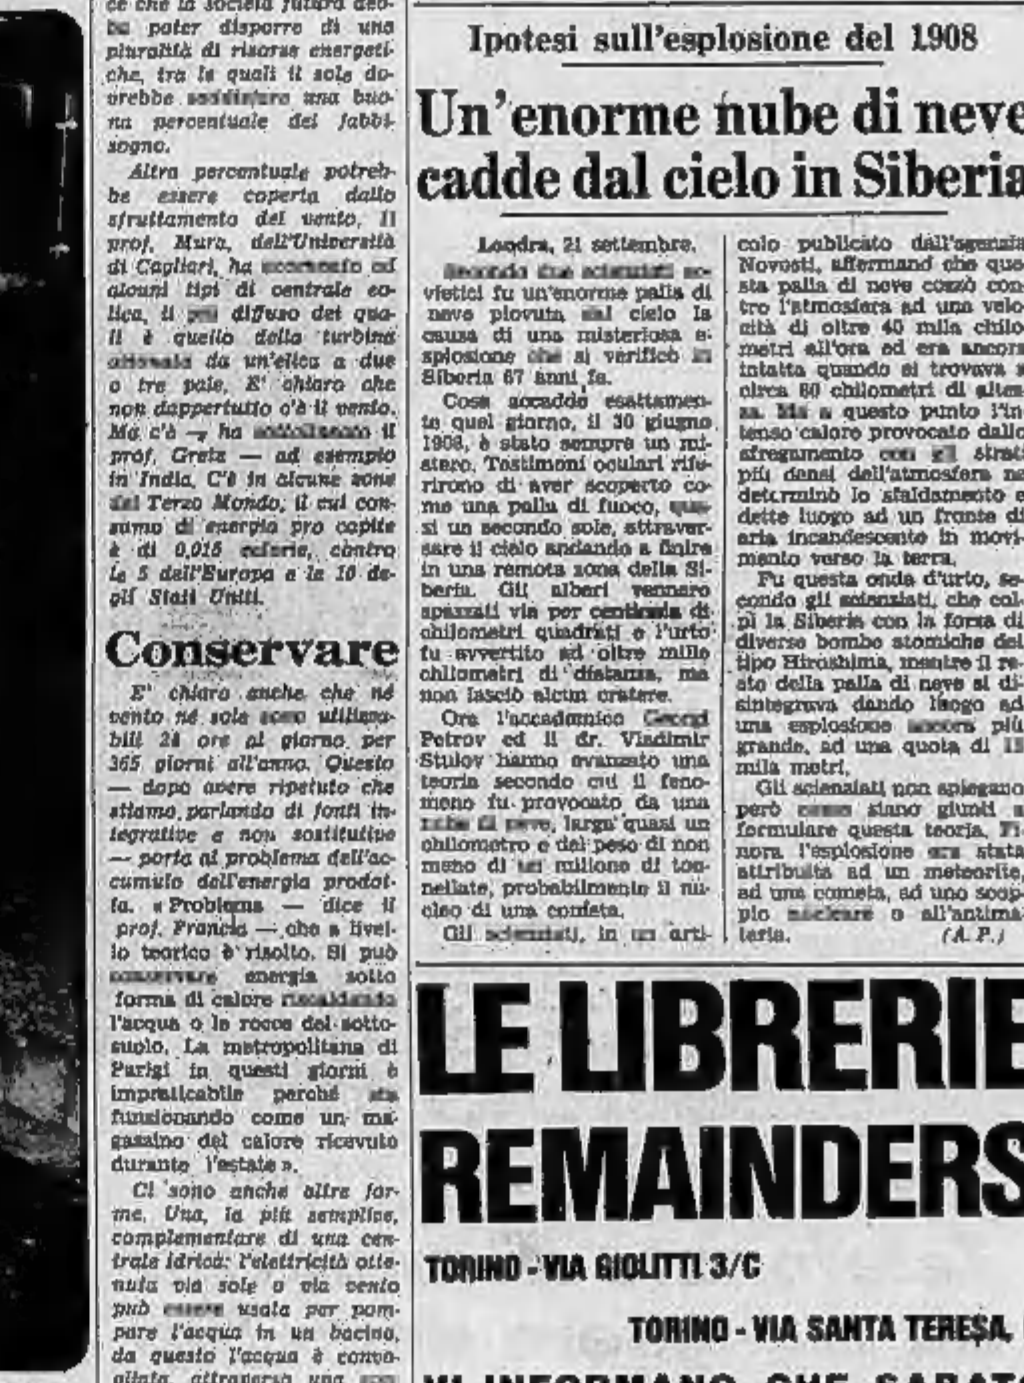 ce che la società futura deb-
ba poter disporre di una
pluralità di risorse energeti-
che, tra le quali il sole do-
vrebbe soddisfare una buo-
na percentuale del fabbi-
sogno.
Altra percentuale potreb-
be essere coperta dallo
sfruttamento del vento. Il
prof. Mura, dell'Università
di Cagliari, ha accennato ad
alcuni tipi di centrale eo-
lica, il più diffuso dei qua-
li è quello della turbina
azionata da un'elica a due
o tre pale. E' chiaro che
non dappertutto c'è il vento.
Ma c'è — ha sottolineato il
prof. Gretz — ad esempio
in India. C'è in alcune zone
del Terzo Mondo, il cui con-
sumo di energia pro capite
è di 0,015 calorie, contro
le 5 dell'Europa e le 10 de-
gli Stati Uniti.
Conservare
E' chiaro anche che né
vento né sole sono utilizza-
bili 24 ore al giorno per
365 giorni all'anno. Questo
— dopo avere ripetuto che
stiamo parlando di fonti in-
tegrative e non sostitutive
— porta al problema dell'ac-
cumulo dell'energia prodot-
ta. « Problema — dice il
prof. Francia — che a livel-
lo teorico è risolto. Si può
conservare energia sotto
forma di calore riscaldando
l'acqua o le rocce del sotto-
suolo. La metropolitana di
Parigi in questi giorni è
impraticabile perché sta
funzionando come un ma-
gazzino del calore ricevuto
durante l'estate ».
Ci sono anche altre for-
me. Una, la più semplice,
complementare di una cen-
trale idrica: l'elettricità otte-
nuta via sole o via vento
può essere usata per pom-
pare l'acqua in un bacino,
da questo l'acqua è convo-
gliata, attraverso una
Ipotesi sull'esplosione del 1908
Un'enorme nube di neve
cadde dal cielo in Siberia
Londra, 21 settembre.
Secondo due scienziati so-
vietici fu un'enorme palla di
neve piovuta dal cielo la
causa di una misteriosa e-
splosione che si verificò in
Siberia 67 anni fa.
Cosa accadde esattamen-
te quel giorno, il 30 giugno
1908, è stato sempre un mi-
stero. Testimoni oculari rife-
rirono di aver scoperto co-
me una palla di fuoco, qua-
si un secondo sole, attraver-
sare il cielo andando a finire
in una remota zona della Si-
beria. Gli alberi vennero
spazzati via per centinaia di
chilometri quadrati e l'urto
fu avvertito ad oltre mille
chilometri di distanza, ma
non lasciò alcun cratere.
Ora l'accademico Georgi
Petrov ed il dr. Vladimir
Stulov hanno avanzato una
teoria secondo cui il feno-
meno fu provocato da una
nube di neve, larga quasi un
chilometro e del peso di non
meno di un milione di ton-
nellate, probabilmente il nu-
cleo di una cometa.
Gli scienziati, in un arti-
colo publicato dall'agenzia
Novosti, affermand che que-
sta palla di neve cozzò con-
tro l'atmosfera ad una velo-
cità di oltre 40 mila chilo-
metri all'ora ed era ancora
intatta quando si trovava a
circa 60 chilometri di altez-
za. Ma a questo punto l'in-
tenso calore provocato dallo
sfregamento con gli strati
più densi dell'atmosfera ne
determinò lo sfaldamento e
dette luogo ad un fronte di
aria incandescente in movi-
mento verso la terra.
Fu questa onda d'urto, se-
condo gli scienziati, che col-
pì la Siberia con la forza di
diverse bombe atomiche del
tipo Hiroshima, mentre il re-
sto della palla di neve si di-
sintegrava dando luogo ad
una esplosione ancora più
grande, ad una quota di 15
mila metri.
Gli scienziati non spiegano
però come siano giunti a
formulare questa teoria. Fi-
nora l'esplosione era stata
attribuita ad un meteorite,
ad una cometa, ad uno scop-
pio nucleare o all'antima-
teria. (A. P.)
LE LIBRERIE
REMAINDERS
TORINO - VIA GIOLITTI 3/C
TORINO - VIA SANTA TERESA,
VI INFORMANO CHE SABATO